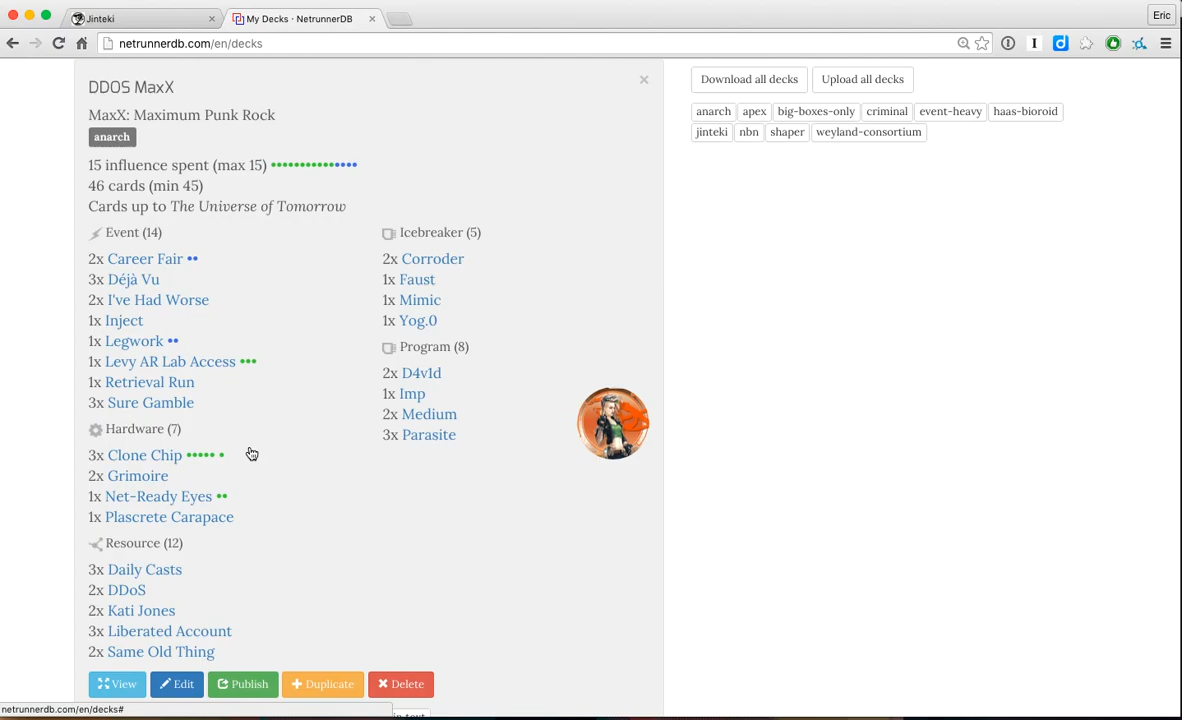 Jinteki
My Decks · NetrunnerDB
Eric
netrunnerdb.com/en/decks
DDOS MaxX
MaxX: Maximum Punk Rock
anarch
15 influence spent (max 15)
46 cards (min 45)
Cards up to The Universe of Tomorrow
Event (14)
2x Career Fair
3x Déjà Vu
2x I've Had Worse
1x Inject
1x Legwork
1x Levy AR Lab Access
1x Retrieval Run
3x Sure Gamble
Hardware (7)
3x Clone Chip
2x Grimoire
1x Net-Ready Eyes
1x Plascrete Carapace
Resource (12)
3x Daily Casts
2x DDoS
2x Kati Jones
3x Liberated Account
2x Same Old Thing
Icebreaker (5)
2x Corroder
1x Faust
1x Mimic
1x Yog.0
Program (8)
2x D4v1d
1x Imp
2x Medium
3x Parasite
View Edit Publish Duplicate Delete
Download all decks Upload all decks
anarch apex big-boxes-only criminal event-heavy haas-bioroid
jinteki nbn shaper weyland-consortium
netrunnerdb.com/en/decks#